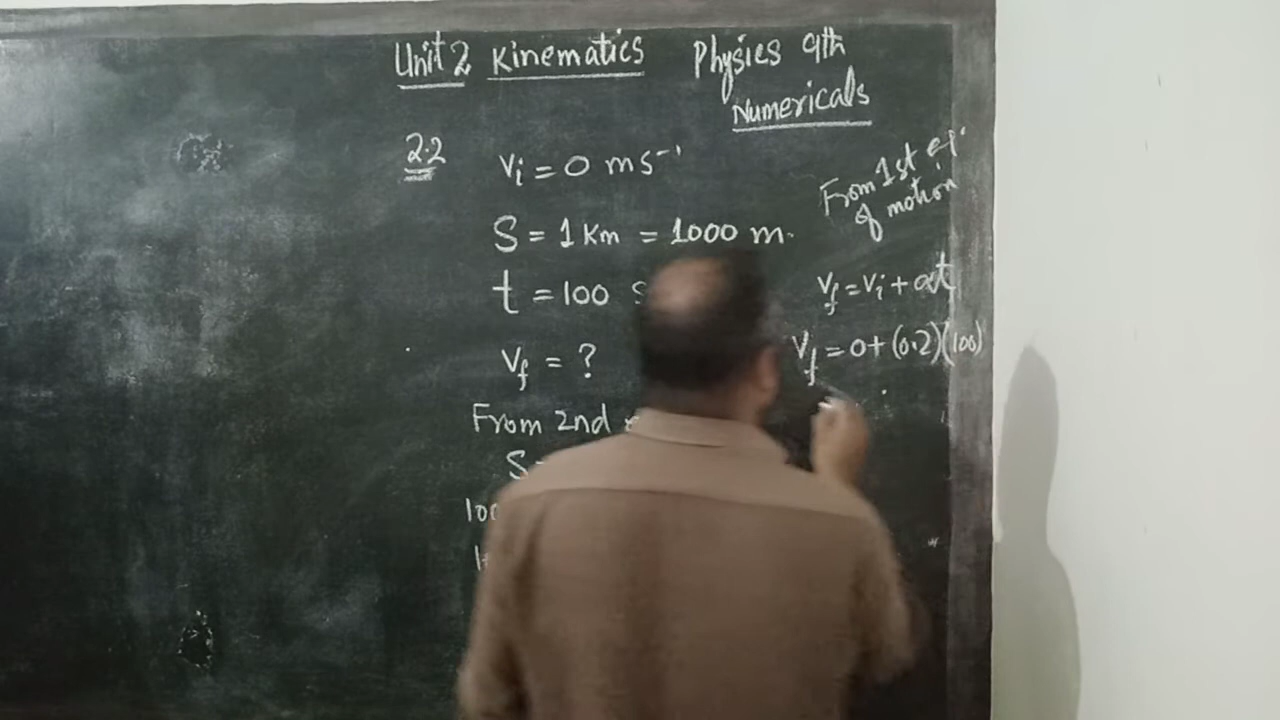 Unit 2 Kinematics Physics 9th
Numericals
2.2
Vi = 0 ms⁻¹
S = 1 Km = 1000 m.
t = 100 S
Vf = ?
From 2nd
S=
100
From 1st eq.
of motion
Vf = Vi + at
Vf = 0 + (0.2)(100)